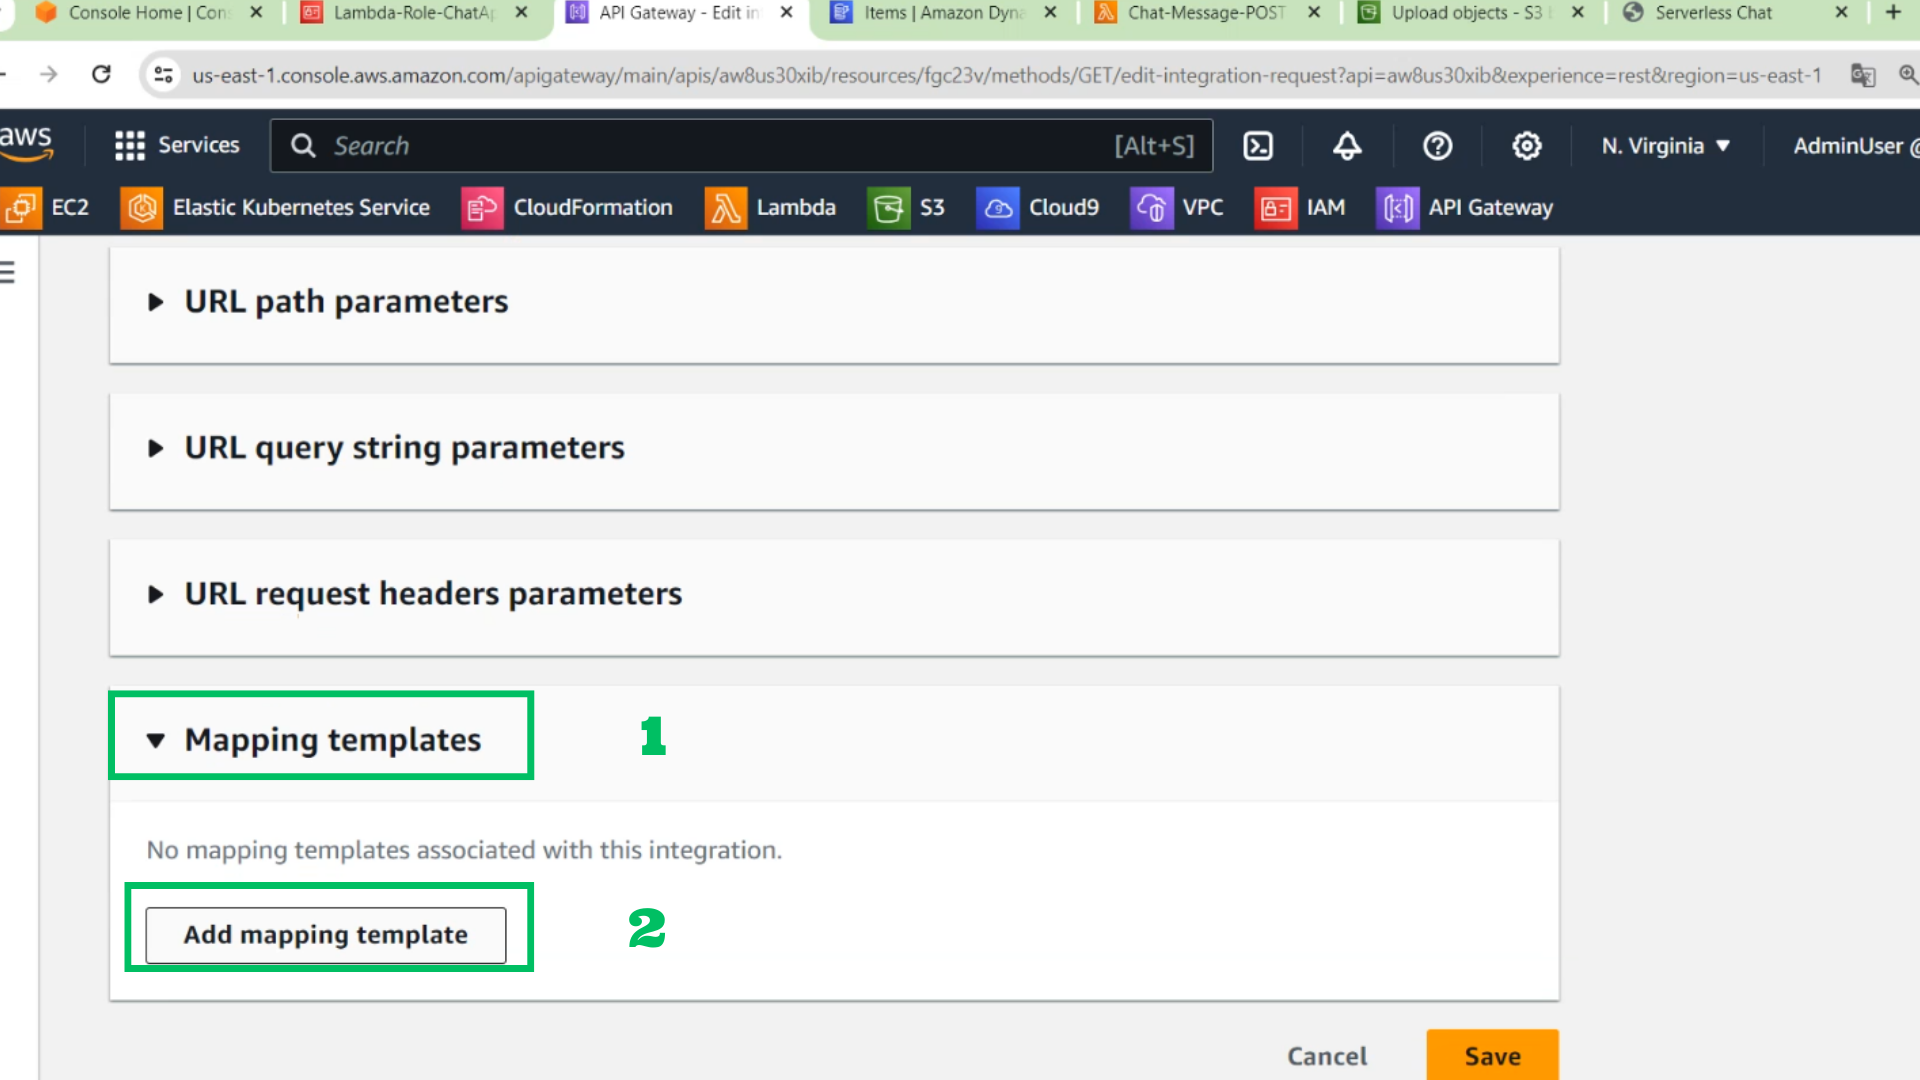 Console Home | Con
Lambda-Role-ChatAp
API Gateway - Edit in
Items | Amazon Dyna
Chat-Message-POST
Upload objects - S3
Serverless Chat
us-east-1.console.aws.amazon.com/apigateway/main/apis/aw8us30xib/resources/fgc23v/methods/GET/edit-integration-request?api=aw8us30xib&experience=rest&region=us-east-1
aws
Services
Search
[Alt+S]
N. Virginia
AdminUser @
EC2
Elastic Kubernetes Service
CloudFormation
Lambda
S3
Cloud9
VPC
IAM
API Gateway
URL path parameters
URL query string parameters
URL request headers parameters
Mapping templates
1
No mapping templates associated with this integration.
Add mapping template
2
Cancel
Save